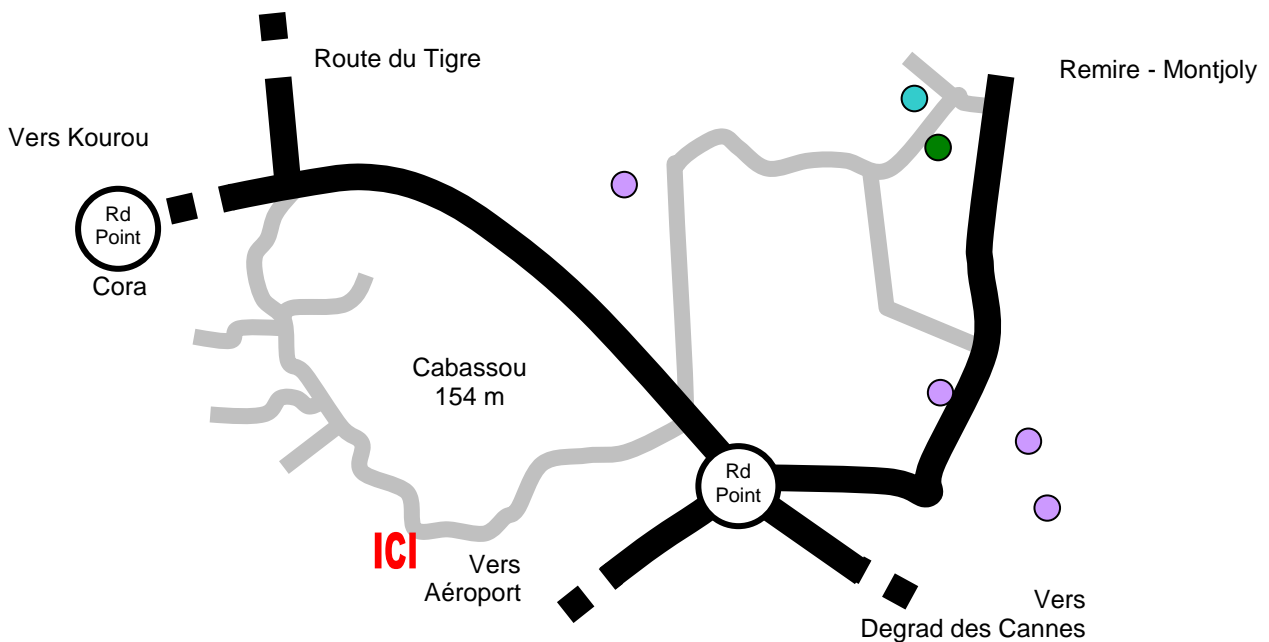 Route du Tigre
Remire - Montjoly
Vers Kourou
Rd
Point
Cora
Cabassou
154 m
Rd
Point
ICI
Vers
Aéroport
Vers
Degrad des Cannes